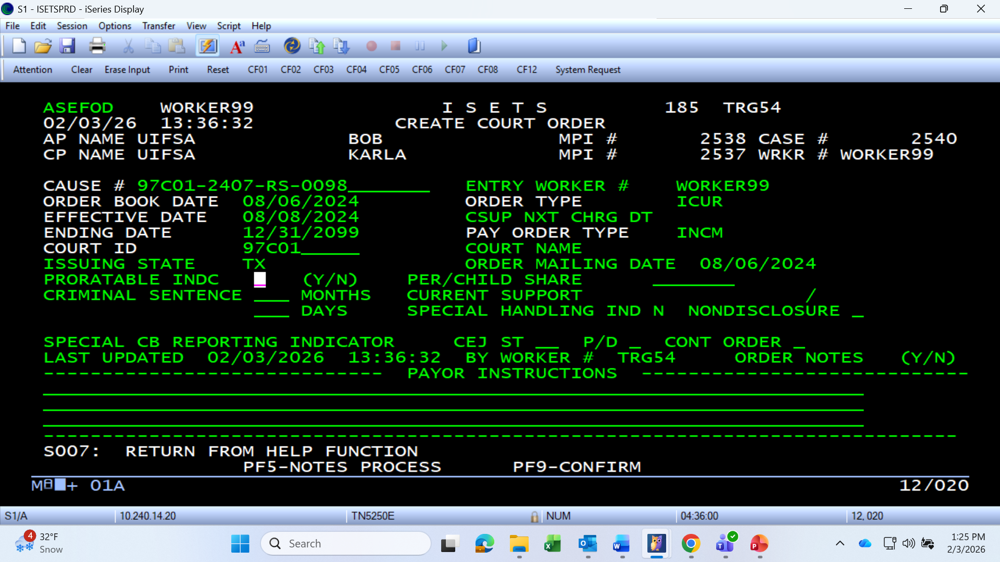 S1 - ISETSPRD - iSeries Display
File Edit Session Options Transfer View Script Help
Attention Clear Erase Input Print Reset CF01 CF02 CF03 CF04 CF05 CF06 CF07 CF08 CF12 System Request
ASEFOD WORKER99 I S E T S 185 TRG54
02/03/26 13:36:32 CREATE COURT ORDER
AP NAME UIFSA BOB MPI # 2538 CASE # 2540
CP NAME UIFSA KARLA MPI # 2537 WRKR # WORKER99
CAUSE # 97C01-2407-RS-0098_______ ENTRY WORKER # WORKER99
ORDER BOOK DATE 08/06/2024 ORDER TYPE ICUR
EFFECTIVE DATE 08/08/2024 CSUP NXT CHRG DT
ENDING DATE 12/31/2099 PAY ORDER TYPE INCM
COURT ID 97C01_____ COURT NAME
ISSUING STATE TX ORDER MAILING DATE 08/06/2024
PRORATABLE INDC _ (Y/N) PER/CHILD SHARE _______
CRIMINAL SENTENCE ___ MONTHS CURRENT SUPPORT /
___ DAYS SPECIAL HANDLING IND N NONDISCLOSURE _
SPECIAL CB REPORTING INDICATOR CEJ ST __ P/D _ CONT ORDER _
LAST UPDATED 02/03/2026 13:36:32 BY WORKER # TRG54 ORDER NOTES (Y/N)
----------------------------- PAYOR INSTRUCTIONS ----------------------------
S007: RETURN FROM HELP FUNCTION
PF5-NOTES PROCESS PF9-CONFIRM
M + 01A 12/020
S1/A 10.240.14.20 TN5250E NUM 04:36:00 12, 020
4 32°F Search 1:25 PM
Snow 2/3/2026